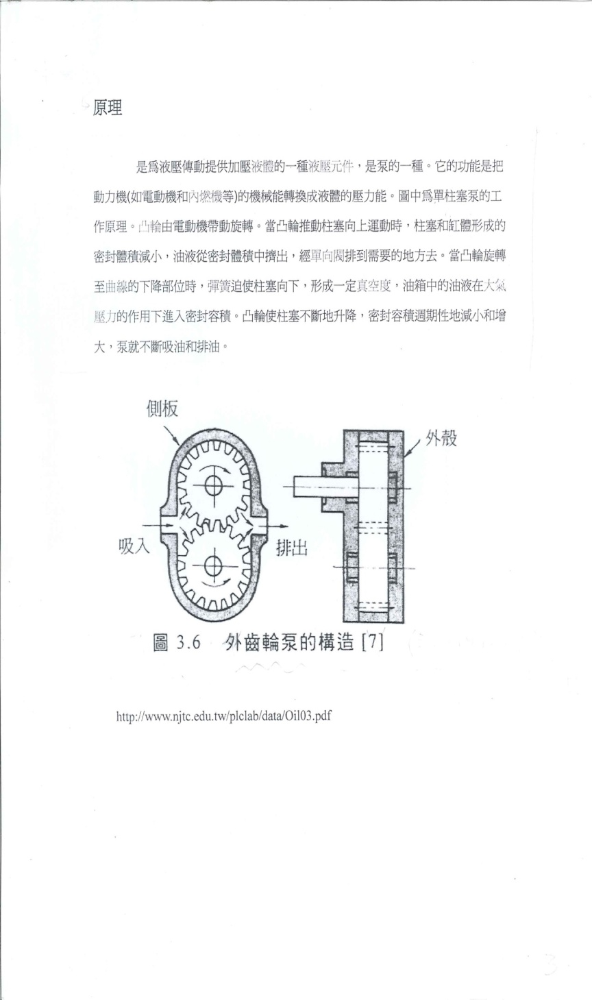 原理
是爲液壓傳動提供加壓液體的一種液壓元件，是泵的一種。它的功能是把
動力機(如電動機和內燃機等)的機械能轉換成液體的壓力能。圖中爲單柱塞泵的工
作原理。凸輪由電動機帶動旋轉。當凸輪推動柱塞向上運動時，柱塞和缸體形成的
密封體積減小，油液從密封體積中擠出，經單向閥排到需要的地方去。當凸輪旋轉
至曲線的下降部位時，彈簧迫使柱塞向下，形成一定真空度，油箱中的油液在大氣
壓力的作用下進入密封容積。凸輪使柱塞不斷地升降，密封容積週期性地減小和增
大，泵就不斷吸油和排油。
側板
外殼
吸入
排出
圖 3.6 外齒輪泵的構造 [7]
http://www.njtc.edu.tw/plclab/data/Oil03.pdf
3